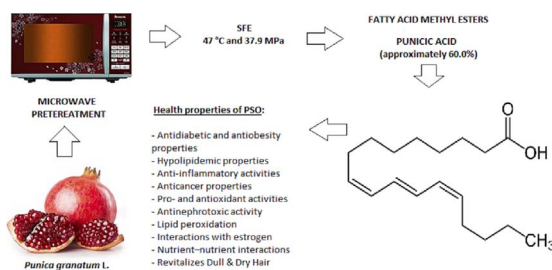 SFE
47 °C and 37.9 MPa
FATTY ACID METHYL ESTERS
PUNICIC ACID
(approximately 60.0%)
MICROWAVE
PRETREATMENT
Health properties of PSO:
- Antidiabetic and antiobesity
properties
- Hypolipidemic properties
- Anti-inflammatory activities
- Anticancer properties
- Pro- and antioxidant activities
- Antinephrotoxic activity
- Lipid peroxidation
- Interactions with estrogen
- Nutrient–nutrient interactions
- Revitalizes Dull & Dry Hair
O
OH
CH3
Punica granatum L.